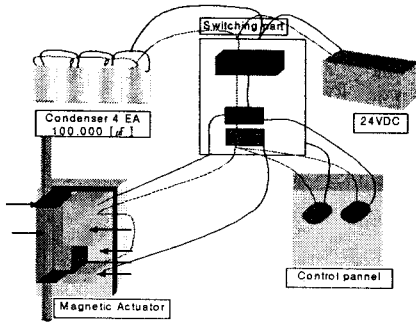 Switching part
Condenser 4 EA
100.000 [㎌]
24VDC
Control pannel
Magnetic Actuator